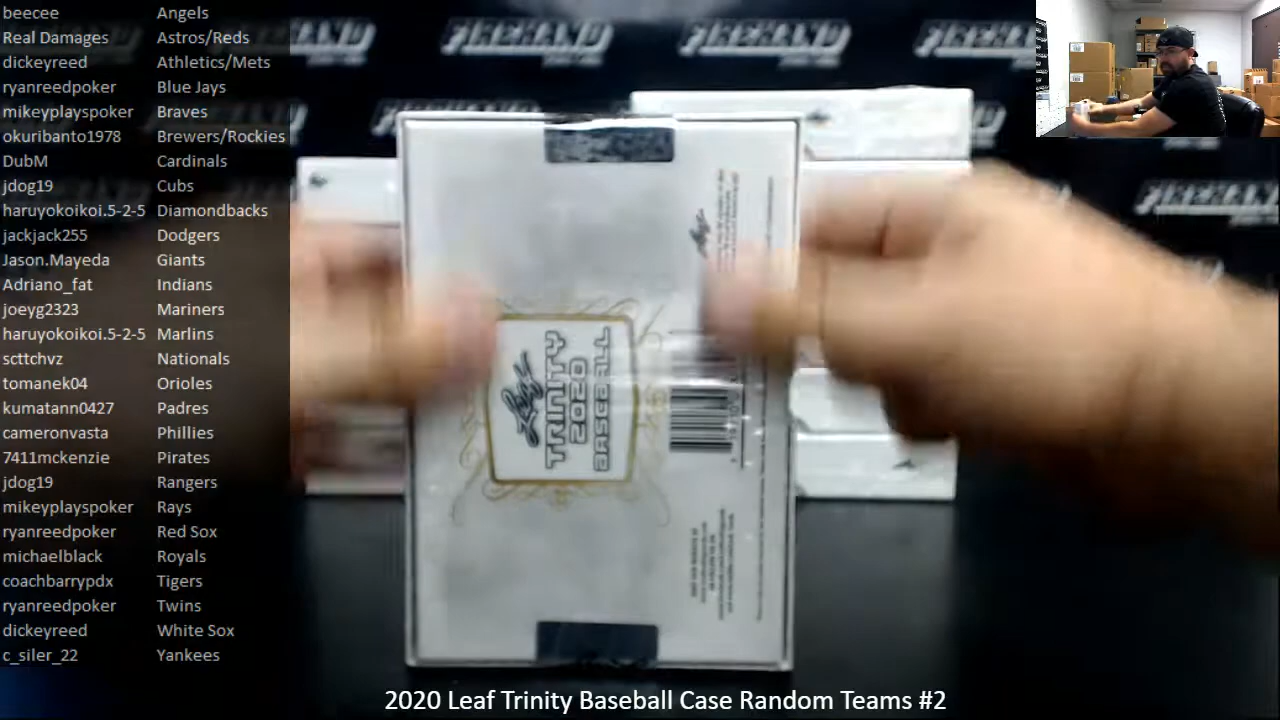 beecee Angels
Real Damages Astros/Reds
dickeyreed Athletics/Mets
ryanreedpoker Blue Jays
mikeyplayspoker Braves
okuribanto1978 Brewers/Rockies
DubM Cardinals
jdog19 Cubs
haruyokoikoi.5-2-5 Diamondbacks
jackjack255 Dodgers
Jason.Mayeda Giants
Adriano_fat Indians
joeyg2323 Mariners
haruyokoikoi.5-2-5 Marlins
scttchvz Nationals
tomanek04 Orioles
kumatann0427 Padres
cameronvasta Phillies
7411mckenzie Pirates
jdog19 Rangers
mikeyplayspoker Rays
ryanreedpoker Red Sox
michaelblack Royals
coachbarrypdx Tigers
ryanreedpoker Twins
dickeyreed White Sox
c_siler_22 Yankees
FIREHAND FIREHAND FIREHAND
Leaf
TRINITY
2020
BASEBALL
2020 Leaf Trinity Baseball Case Random Teams #2